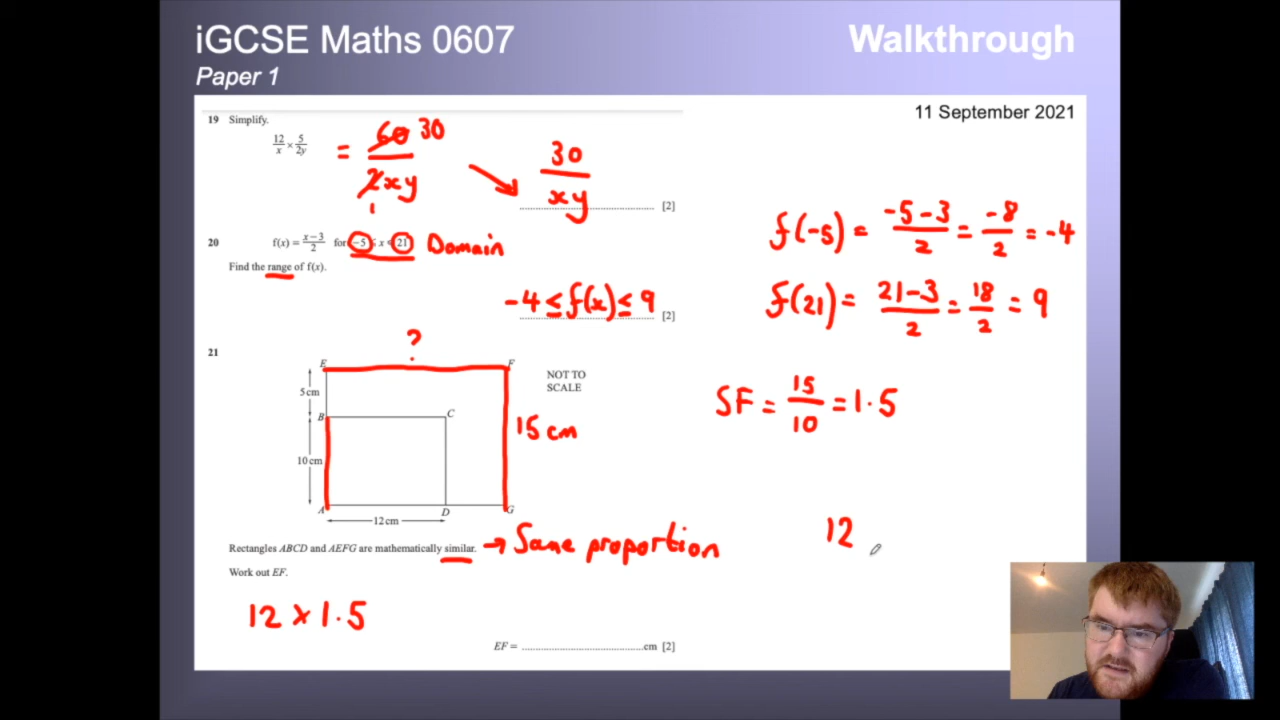 iGCSE Maths 0607
Walkthrough
Paper 1
11 September 2021
19 Simplify.
12/x × 5/2y = 60 30 / 2xy 1
30/xy
[2]
20 f(x) = x−3/2 for −5 ≤ x ≤ 21 Domain
Find the range of f(x).
-4 ≤ f(x) ≤ 9 [2]
f(-5) = -5-3/2 = -8/2 = -4
f(21) = 21-3/2 = 18/2 = 9
21
?
E F
NOT TO
SCALE
5 cm
B C
15 cm
10 cm
A D G
12 cm
SF = 15/10 = 1.5
Rectangles ABCD and AEFG are mathematically similar. → Same proportion
Work out EF.
12 × 1.5
12
EF = cm [2]